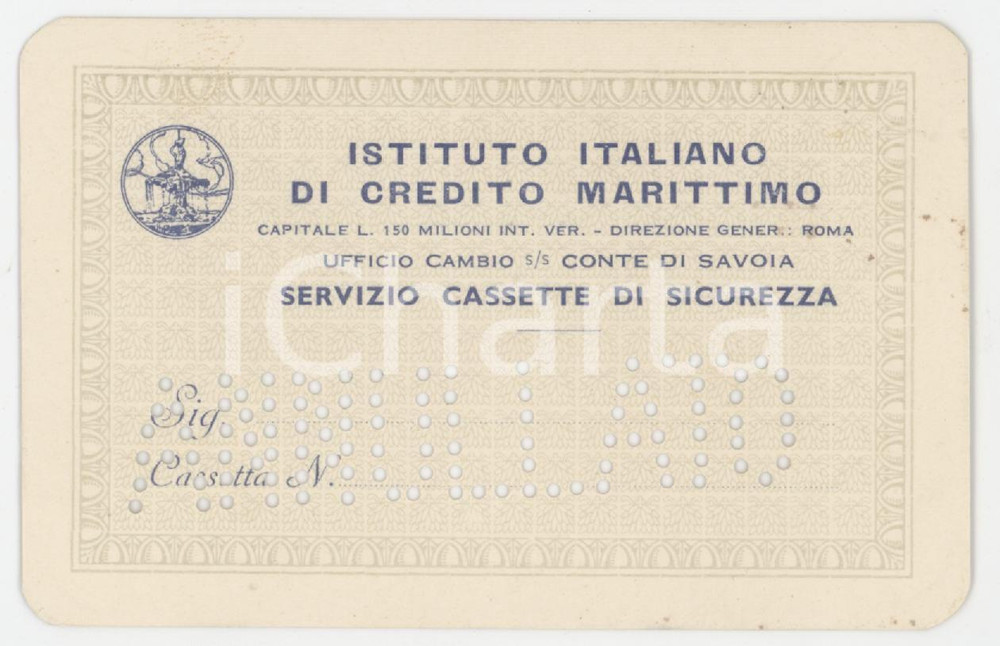 ISTITUTO ITALIANO
DI CREDITO MARITTIMO
CAPITALE L. 150 MILIONI INT. VER. - DIREZIONE GENER.: ROMA
UFFICIO CAMBIO s/s CONTE DI SAVOIA
SERVIZIO CASSETTE DI SICUREZZA
iCharta
Sig.
Cassetta N.